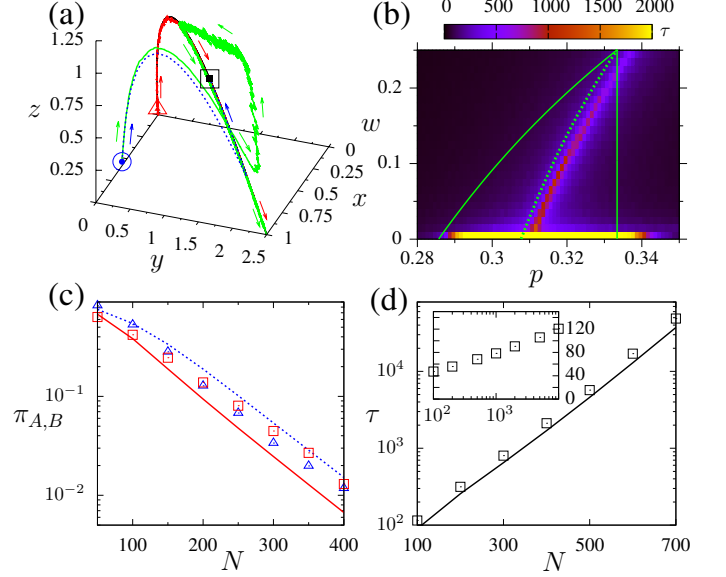 (a)
1.25
1
0.75
0.5
0.25
z
0
0.5
1
1.5
2
2.5
y
0
0.25
0.5
0.75
1
x
(b)
0 500 1000 1500 2000
τ
w
0.2
0.1
0
0.28 0.3 0.32 0.34
p
(c)
π_{A,B}
10^{-1}
10^{-2}
100 200 300 400
N
(d)
τ
10^4
10^3
10^2
100 300 500 700
N
120
80
40
0
10^2 10^3